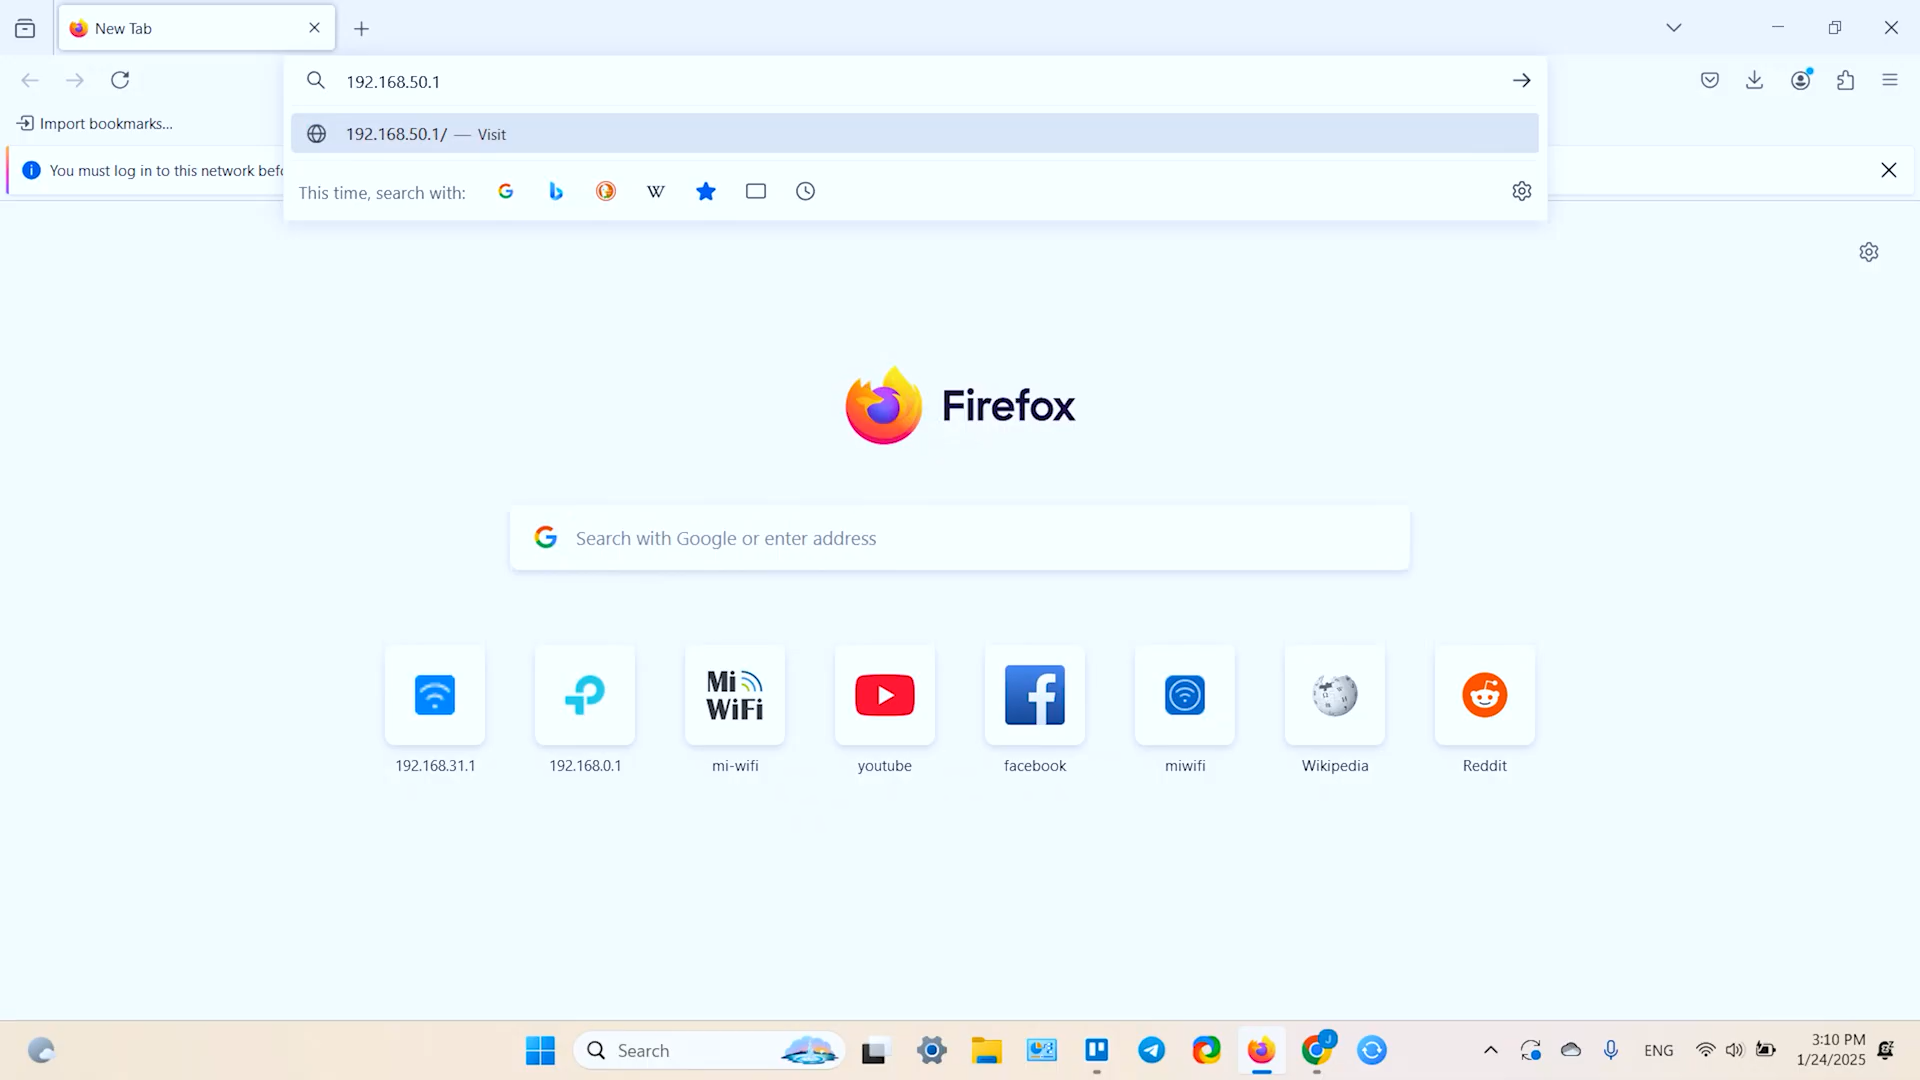 New Tab
192.168.50.1
Import bookmarks...
192.168.50.1/ — Visit
You must log in to this network bef
This time, search with:
W
Firefox
Search with Google or enter address
Mi
WiFi
192.168.31.1
192.168.0.1
mi-wifi
youtube
facebook
miwifi
Wikipedia
Reddit
Search
J
ENG
3:10 PM
1/24/2025